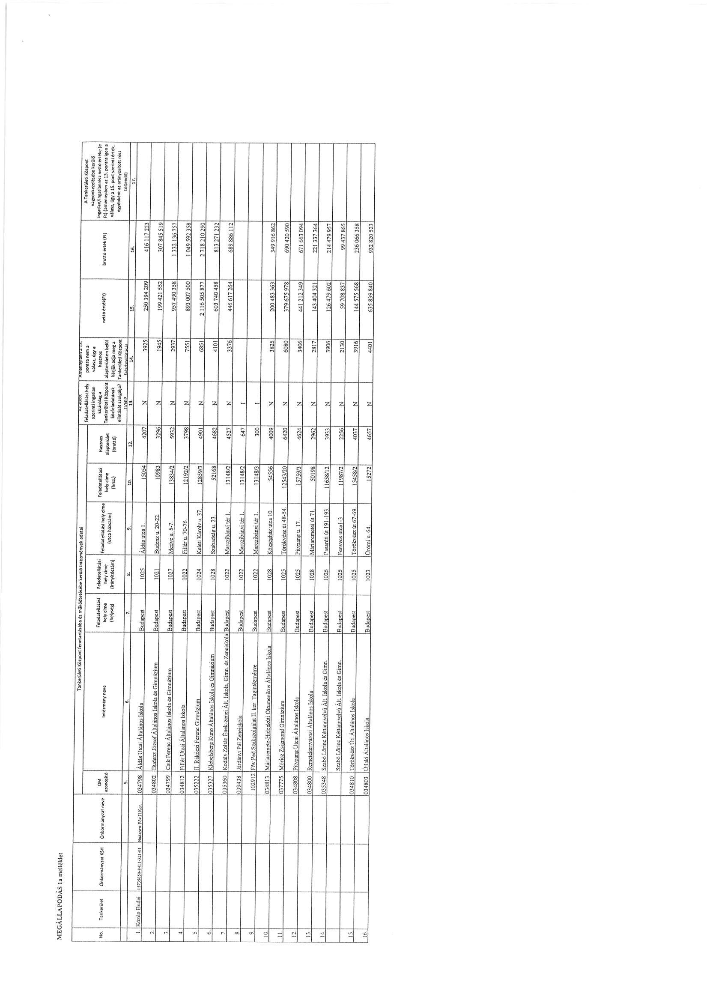 MEGÁLLAPODÁS 1a melléklet
Tankerületi Központ fenntartásába és működtetésébe kerülő intézmények adatai
No. Tankerület Önkormányzat KSH Önkormányzat neve OM azonosító Intézmény neve Feladatellátási hely címe (helység) Feladatellátási hely címe (irányítószám) Feladatellátási hely címe (utca házszám) Feladatellátási hely címe (hrsz.) Hasznos alapterület (bruttó) Az adott feladatellátási hely szerinti ingatlan kizárólag a Tankerületi Központ közfeladatának ellátását szolgálja? (I/N)? Amennyiben a 13. pontra nem a válasz, úgy a hasznos alapterületen belül kérjük adja meg a Tankerületi Központ feladatellátását nettó érték(Ft) bruttó érték (Ft) A Tankerületi Központ vagyonkezelésébe kerülő ingatlan/ingatlanrész nettó értéke (e Ft) (amennyiben az 13. pontra igen a válasz, úgy a 15. pont szerinti érték, egyébként az arányosított rész töltendő)
5. 6. 7. 8. 9. 10. 12. 13. 14. 15. 16. 17.
1. Közép Budai 15735650-8411-321-01 Budapest Föv.II.Ker. 034798 Áldás Utcai Általános Iskola Budapest 1025 Áldás utca 1. 15054 4207 N 3925 250 394 209 416 117 223
2. 034802 Budenz József Általános Iskola és Gimnázium Budapest 1021 Budenz u. 20-22. 10983 3296 N 1945 199 421 552 307 845 519
3. 034799 Csik Ferenc Általános Iskola és Gimnázium Budapest 1027 Medve u. 5-7. 13834/2 5932 N 2937 957 490 358 1 332 136 757
4. 034812 Fillér Utcai Általános Iskola Budapest 1022 Fillér u. 70-76. 12192/2 3798 N 7551 893 007 500 1 049 592 358
5. 035222 II. Rákóczi Ferenc Gimnázium Budapest 1024 Keleti Károly u. 37. 12859/3 4901 N 6851 2 116 505 877 2 718 210 290
6. 035327 Klebelsberg Kuno Általános Iskola és Gimnázium Budapest 1028 Szabadság u. 23. 52168 4682 N 4101 603 740 458 813 271 232
7. 035360 Kodály Zoltán Ének-zenei Ált. Iskola, Gimn. és Zeneiskola Budapest 1022 Marczibányi tér 1. 13148/2 4527 N 3376 446 617 264 689 886 112
8. 039438 Járdányi Pál Zeneiskola Budapest 1022 Marczibányi tér 1. 13148/2 647 I
9. 102912 Föv.Ped.Szakszolgálat II. ker. Tagintézménye Budapest 1022 Marczibányi tér 1. 13148/3 300 I
10. 034813 Máriaremete-Hidegkúti Ökumenikus Általános Iskola Budapest 1028 Községház utca 10. 54556 4009 N 3825 200 483 363 349 916 862
11. 037775 Móricz Zsigmond Gimnázium Budapest 1025 Törökvész út 48-54. 12543/20 6420 N 6080 379 675 978 690 420 590
12. 034808 Pitypang Utcai Általános Iskola Budapest 1025 Pitypang u. 17. 15759/3 4624 N 3406 441 212 349 671 663 094
13. 034800 Remetekertvárosi Általános Iskola Budapest 1028 Máriaremetei út 71. 50198 2962 N 2817 143 404 321 221 337 364
14. 035348 Szabó Lőrinc Kéttannyelvű Ált. Iskola és Gimn. Budapest 1026 Pasaréti út 191-193. 11658/12 3933 N 3906 126 479 602 214 479 957
Szabó Lőrinc Kéttannyelvű Ált. Iskola és Gimn. Budapest 1025 Fenyves utca1-3 11987/2 2256 N 2130 59 708 837 99 437 865
15. 034810 Törökvész Úti Általános Iskola Budapest 1025 Törökvész út 67-69. 15458/2 4037 N 3916 144 575 568 236 066 358
16. 034803 Újlaki Általános Iskola Budapest 1023 Ürömi u. 64. 15272 4657 N 4401 635 839 840 932 820 523